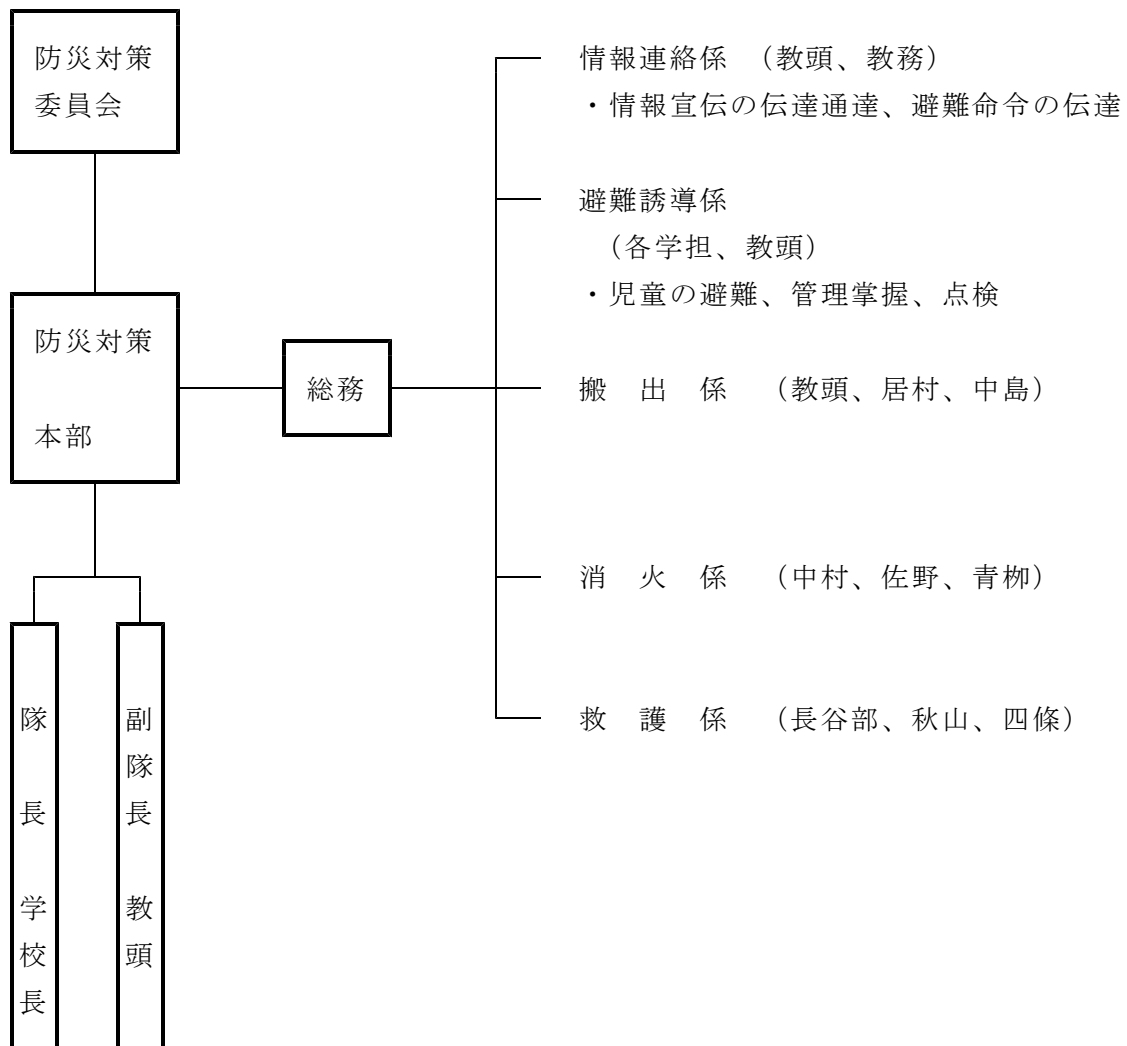 防災対策
委員会
防災対策
本部
隊長 学校長
副隊長 教頭
総務
情報連絡係 （教頭、教務）
・情報宣伝の伝達通達、避難命令の伝達
避難誘導係
（各学担、教頭）
・児童の避難、管理掌握、点検
搬 出 係 （教頭、居村、中島）
消 火 係 （中村、佐野、青栁）
救 護 係 （長谷部、秋山、四條）